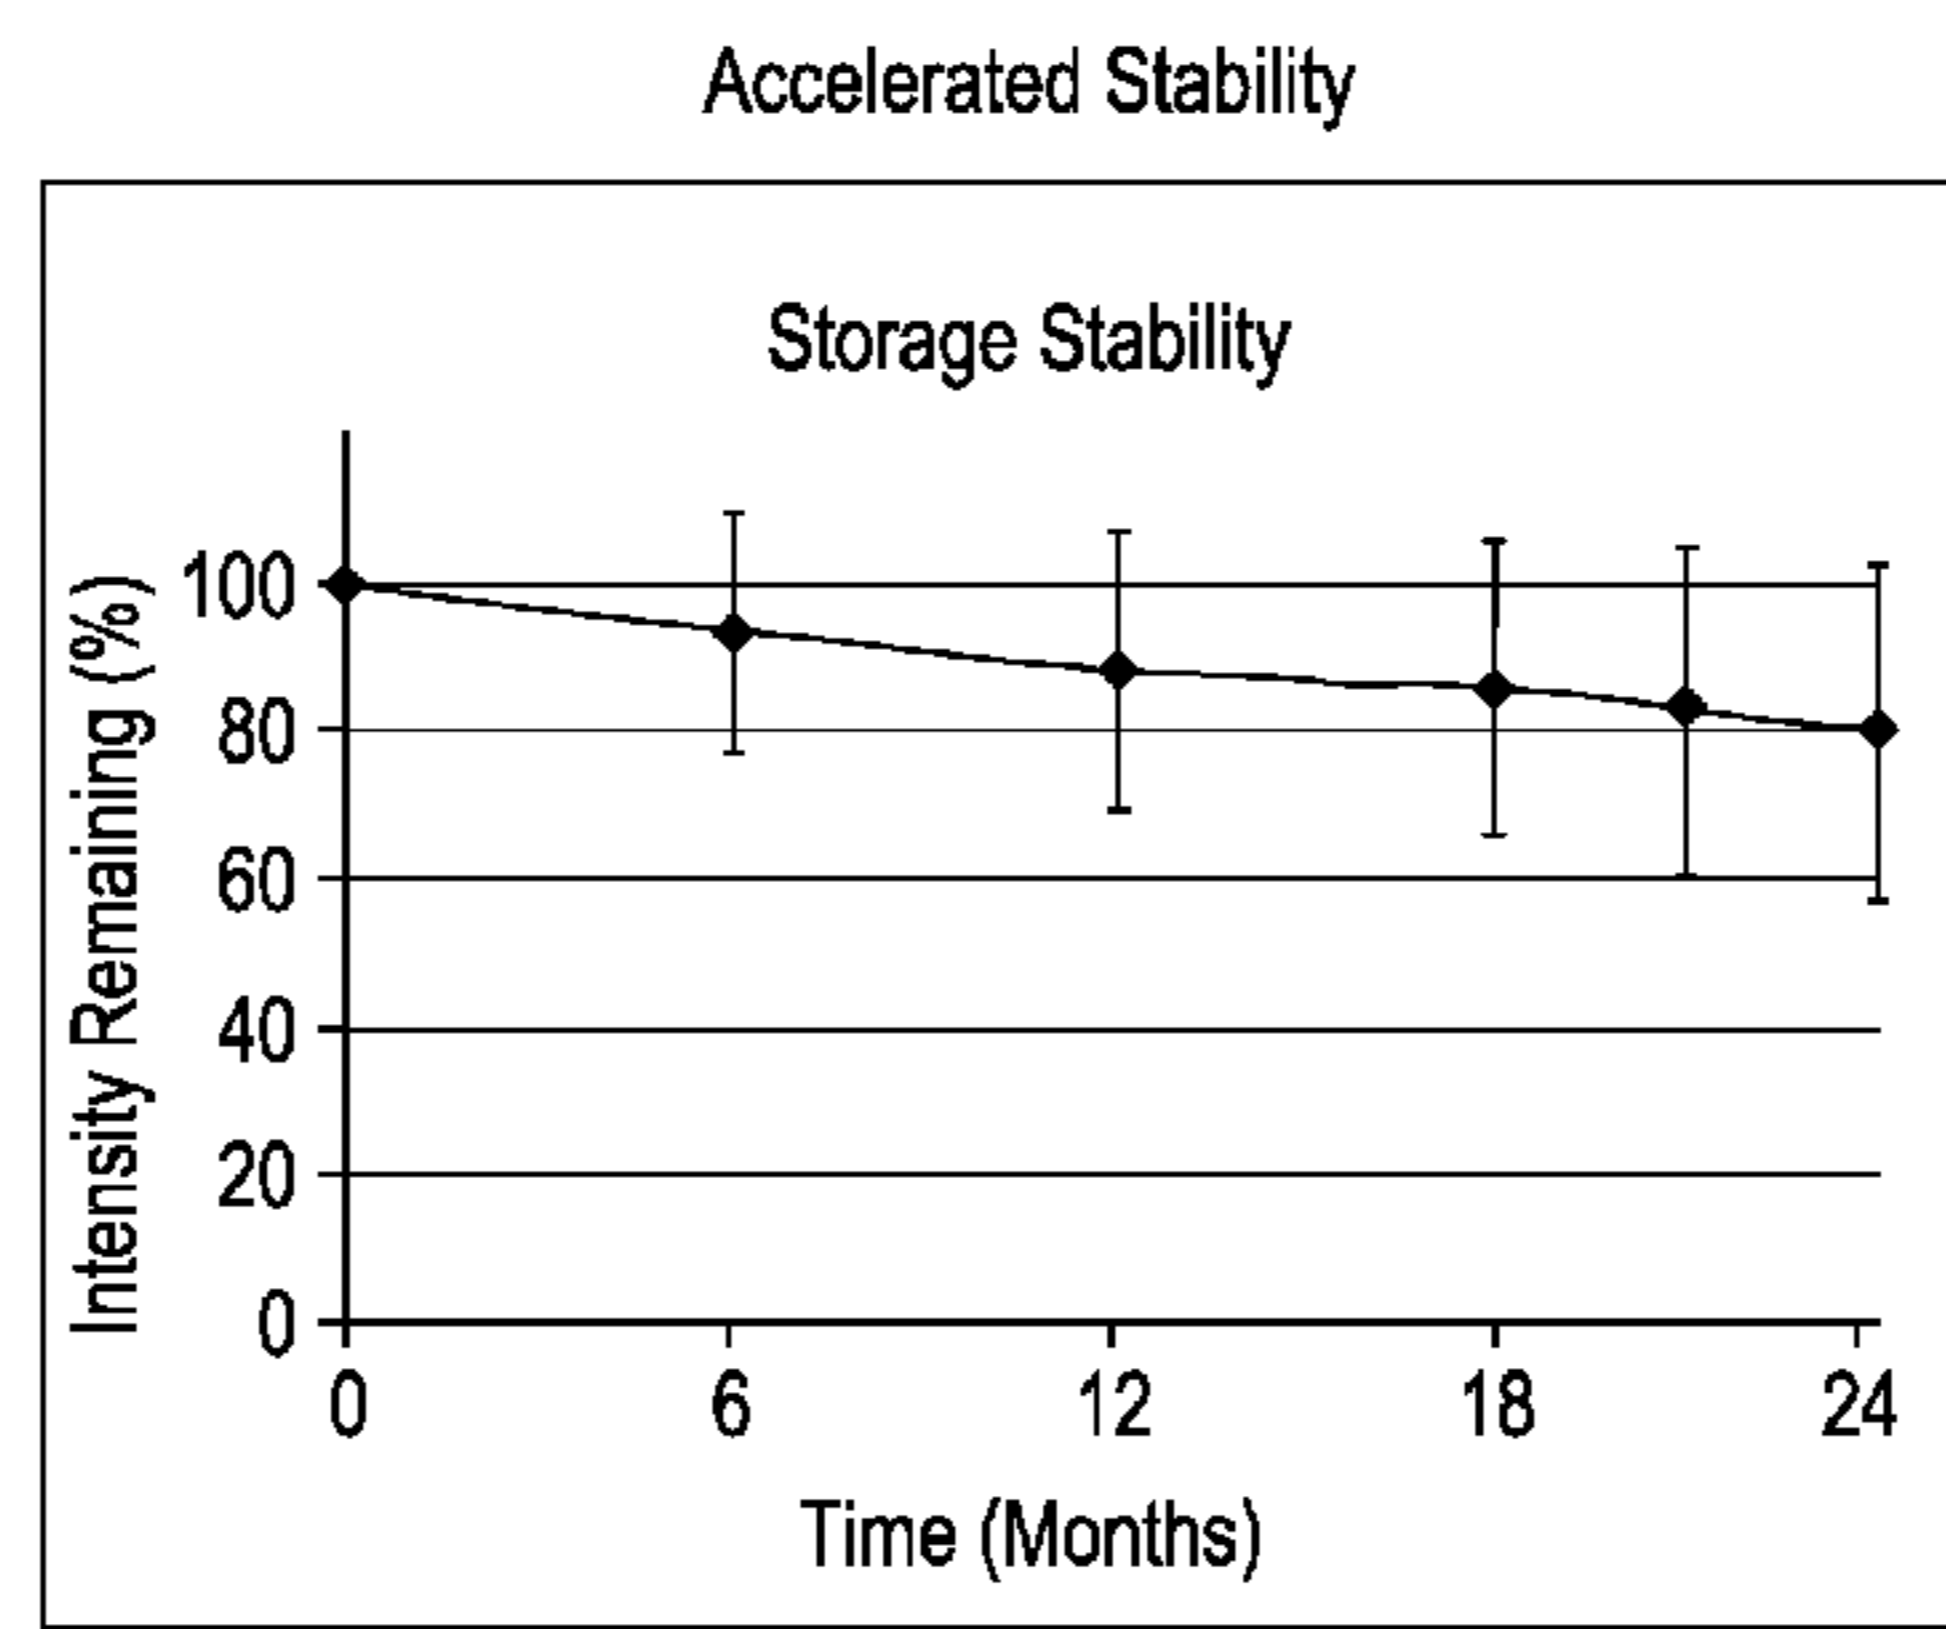 Accelerated Stability
Storage Stability
Intensity Remaining (%)
100
80
60
40
20
0
0 6 12 18 24
Time (Months)